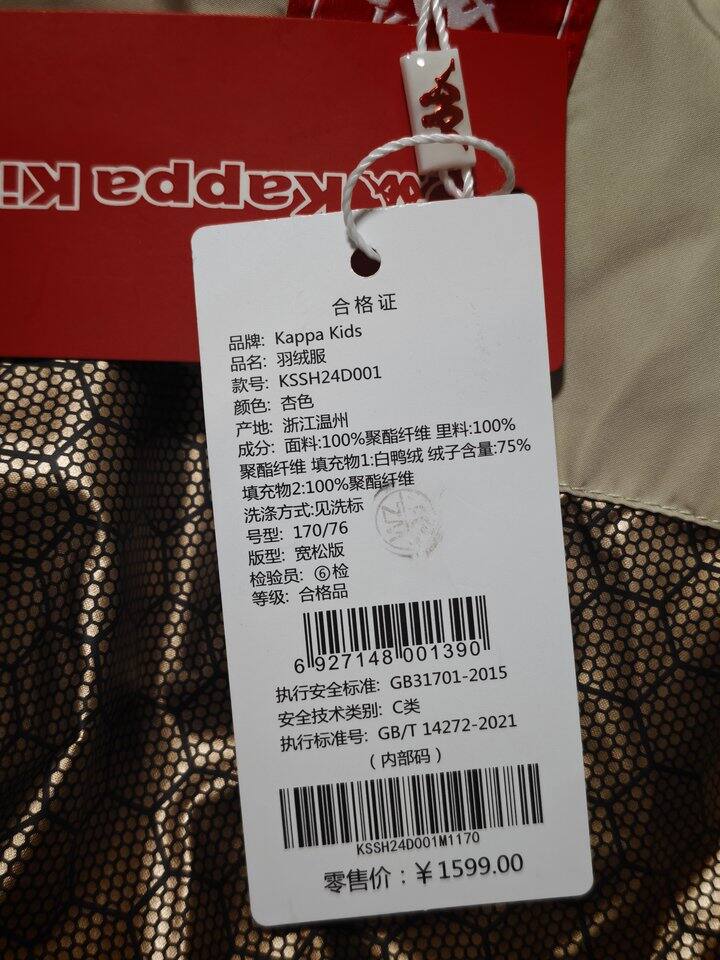 Kappa Ki
合格证
品牌: Kappa Kids
品名: 羽绒服
款号: KSSH24D001
颜色: 杏色
产地: 浙江温州
成分: 面料:100%聚酯纤维 里料:100%
聚酯纤维 填充物1:白鸭绒 绒子含量:75%
填充物2:100%聚酯纤维
洗涤方式:见洗标
号型: 170/76
版型: 宽松版
检验员: ⑥检
等级: 合格品
6 927148 001390
执行安全标准: GB31701-2015
安全技术类别: C类
执行标准号: GB/T 14272-2021
(内部码)
KSSH24D001M1170
零售价：¥1599.00